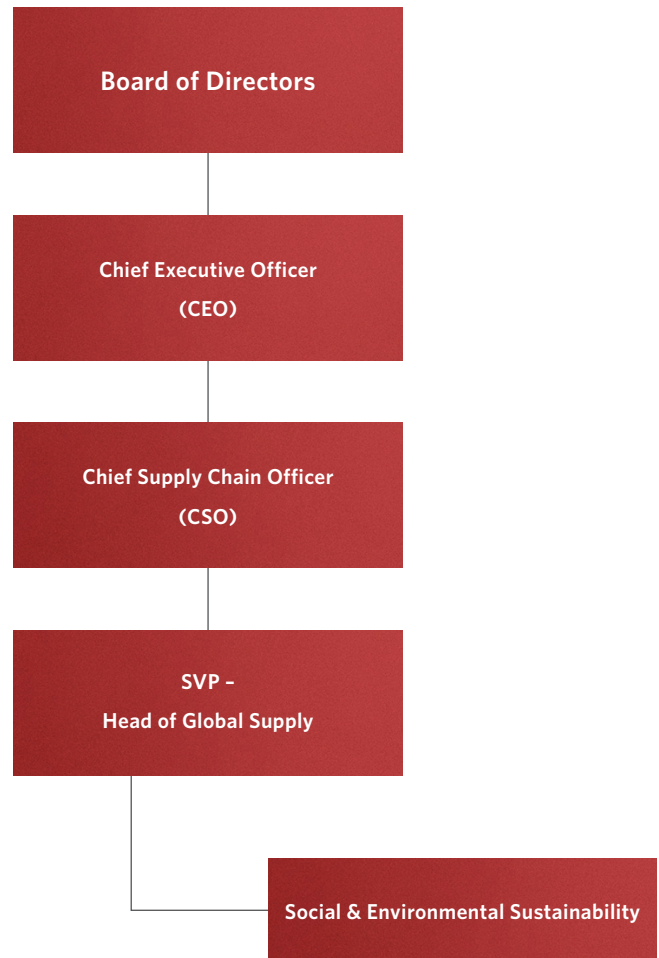 Board of Directors
Chief Executive Officer
(CEO)
Chief Supply Chain Officer
(CSO)
SVP –
Head of Global Supply
Social & Environmental Sustainability